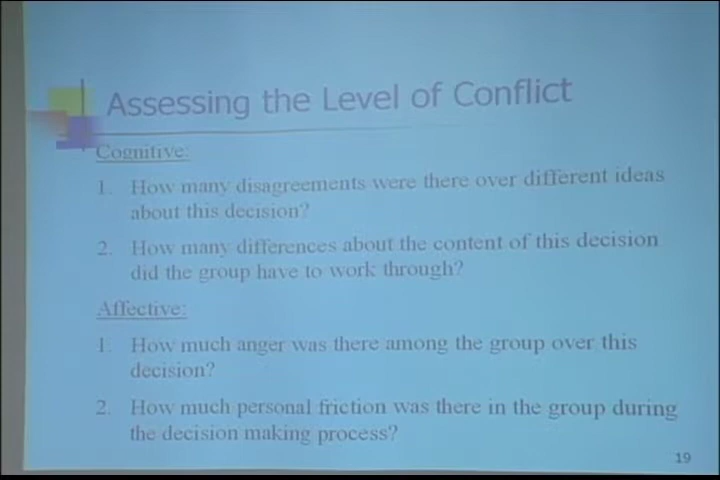 Assessing the Level of Conflict
Cognitive:
1. How many disagreements were there over different ideas
about this decision?
2. How many differences about the content of this decision
did the group have to work through?
Affective:
1. How much anger was there among the group over this
decision?
2. How much personal friction was there in the group during
the decision making process?
19